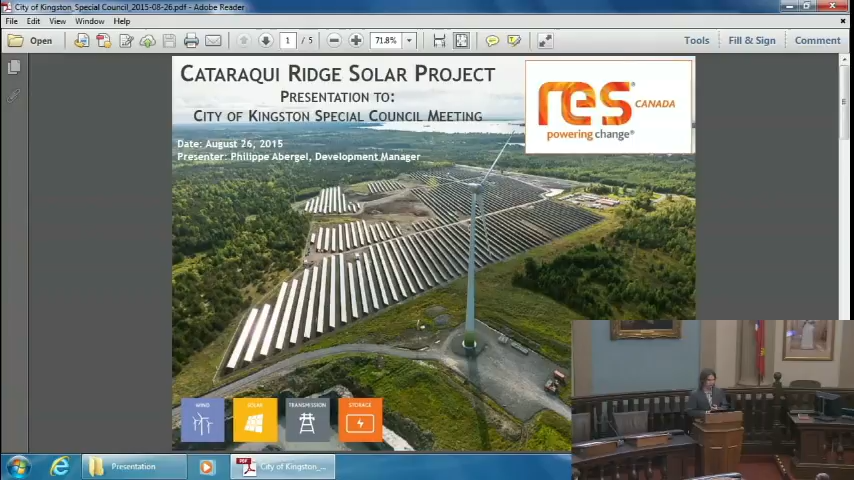 City of Kingston_Special Council_2015-08-26.pdf - Adobe Reader
File Edit View Window Help
Open 1 / 5 71.8% Tools Fill & Sign Comment
CATARAQUI RIDGE SOLAR PROJECT
PRESENTATION TO:
CITY OF KINGSTON SPECIAL COUNCIL MEETING
res CANADA
powering change®
Date: August 26, 2015
Presenter: Philippe Abergel, Development Manager
WIND SOLAR TRANSMISSION STORAGE
Presentation City of Kingston_...